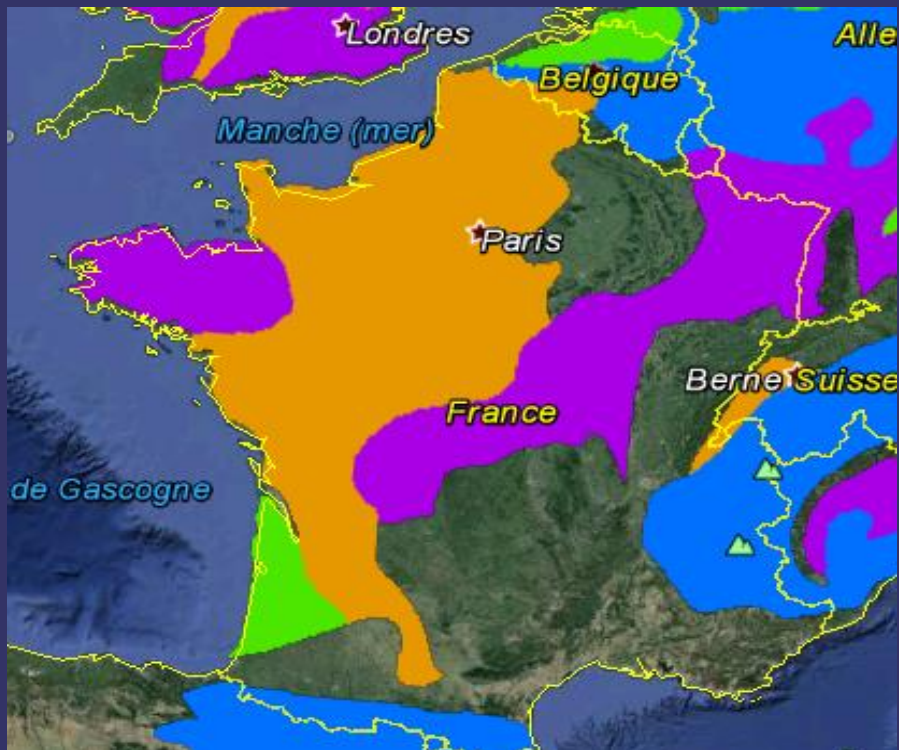 Londres
Alle
Belgique
Manche (mer)
Paris
Berne Suisse
France
de Gascogne